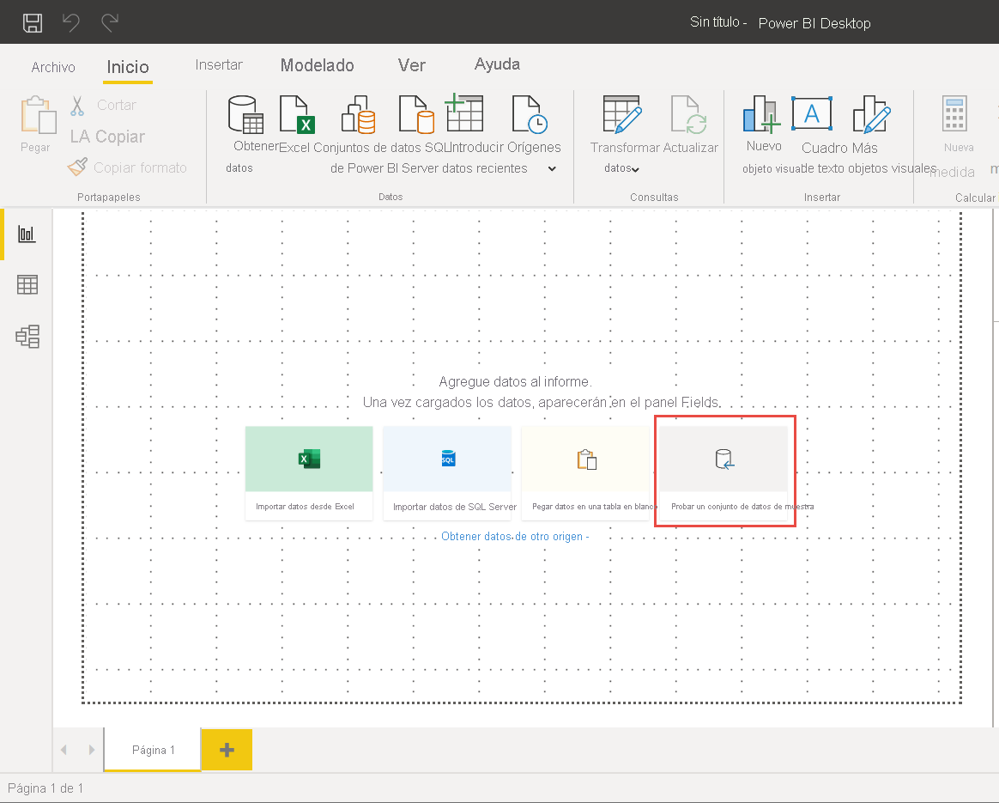 Sin título - Power BI Desktop
Archivo Inicio Insertar Modelado Ver Ayuda
Cortar
LA Copiar
Pegar
Copiar formato
Portapapeles
Obtener Excel Conjuntos de datos SQL Introducir Orígenes
datos de Power BI Server datos recientes
Datos
Transformar Actualizar
datos
Consultas
Nuevo Cuadro Más
objeto visual de texto objetos visuales
Insertar
Nueva
medida
Calcular
Agregue datos al informe.
Una vez cargados los datos, aparecerán en el panel Fields.
SQL
Importar datos desde Excel
Importar datos de SQL Server
Pegar datos en una tabla en blanco
Probar un conjunto de datos de muestra
Obtener datos de otro origen -
Página 1
Página 1 de 1